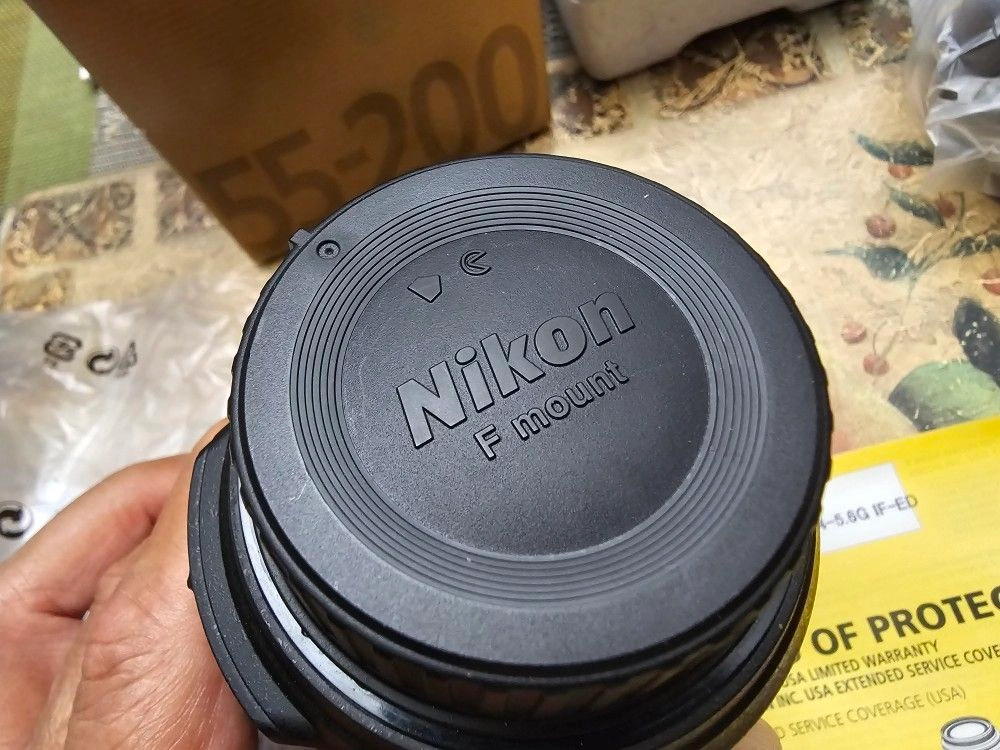 55-200
Nikon
F mount
-5.6G IF-ED
OF PROTEC
USA LIMITED WARRANTY
INC. USA EXTENDED SERVICE COVE
SERVICE COVERAGE (USA)